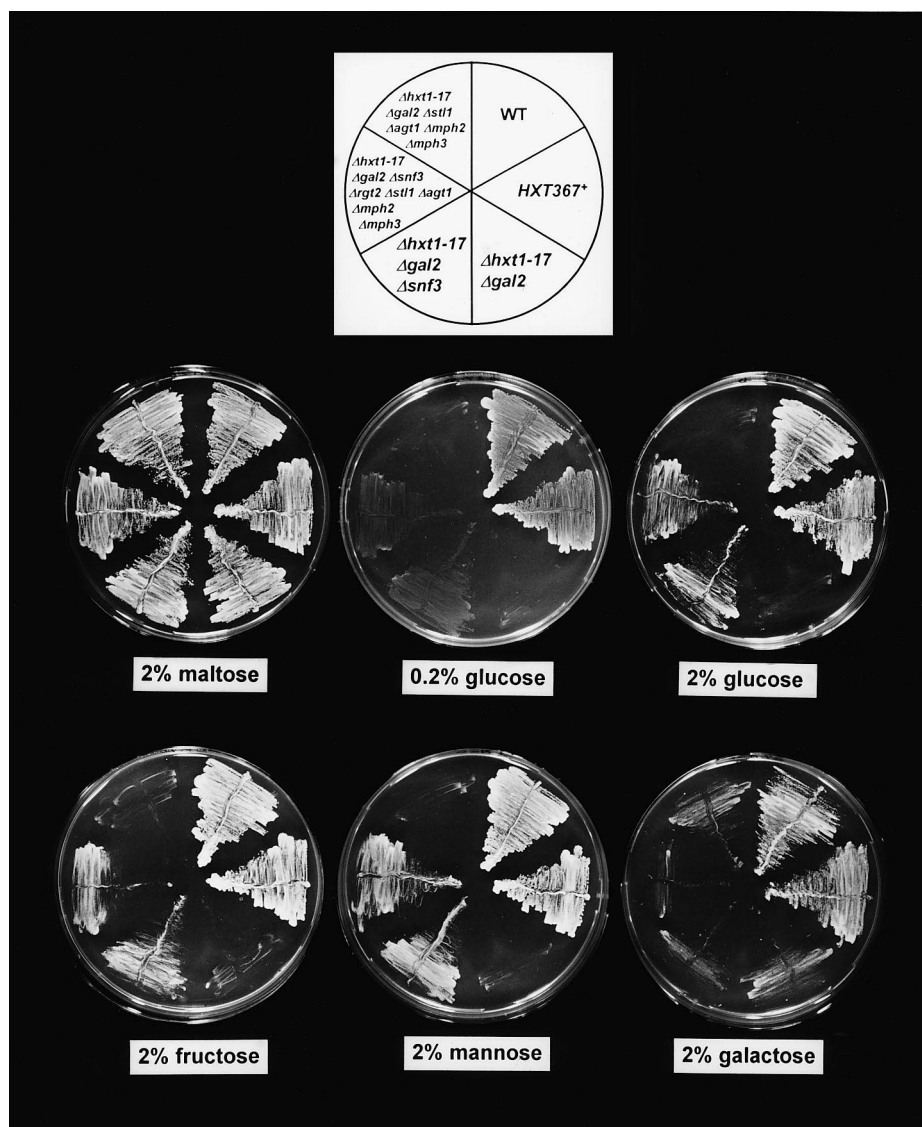 Δhxt1-17
Δgal2 Δstl1
Δagt1 Δmph2
Δmph3
WT
Δhxt1-17
Δgal2 Δsnf3
Δrgt2 Δstl1 Δagt1
Δmph2
Δmph3
HXT367⁺
Δhxt1-17
Δgal2
Δsnf3
Δhxt1-17
Δgal2
2% maltose
0.2% glucose
2% glucose
2% fructose
2% mannose
2% galactose